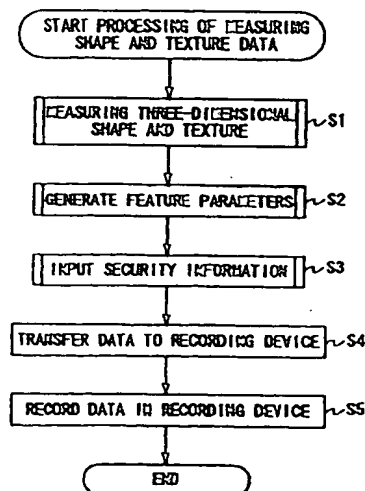 START PROCESSING OF MEASURING
SHAPE AND TEXTURE DATA
MEASURING THREE-DIMENSIONAL
SHAPE AND TEXTURE
S1
GENERATE FEATURE PARAMETERS
S2
INPUT SECURITY INFORMATION
S3
TRANSFER DATA TO RECORDING DEVICE
S4
RECORD DATA IN RECORDING DEVICE
S5
END